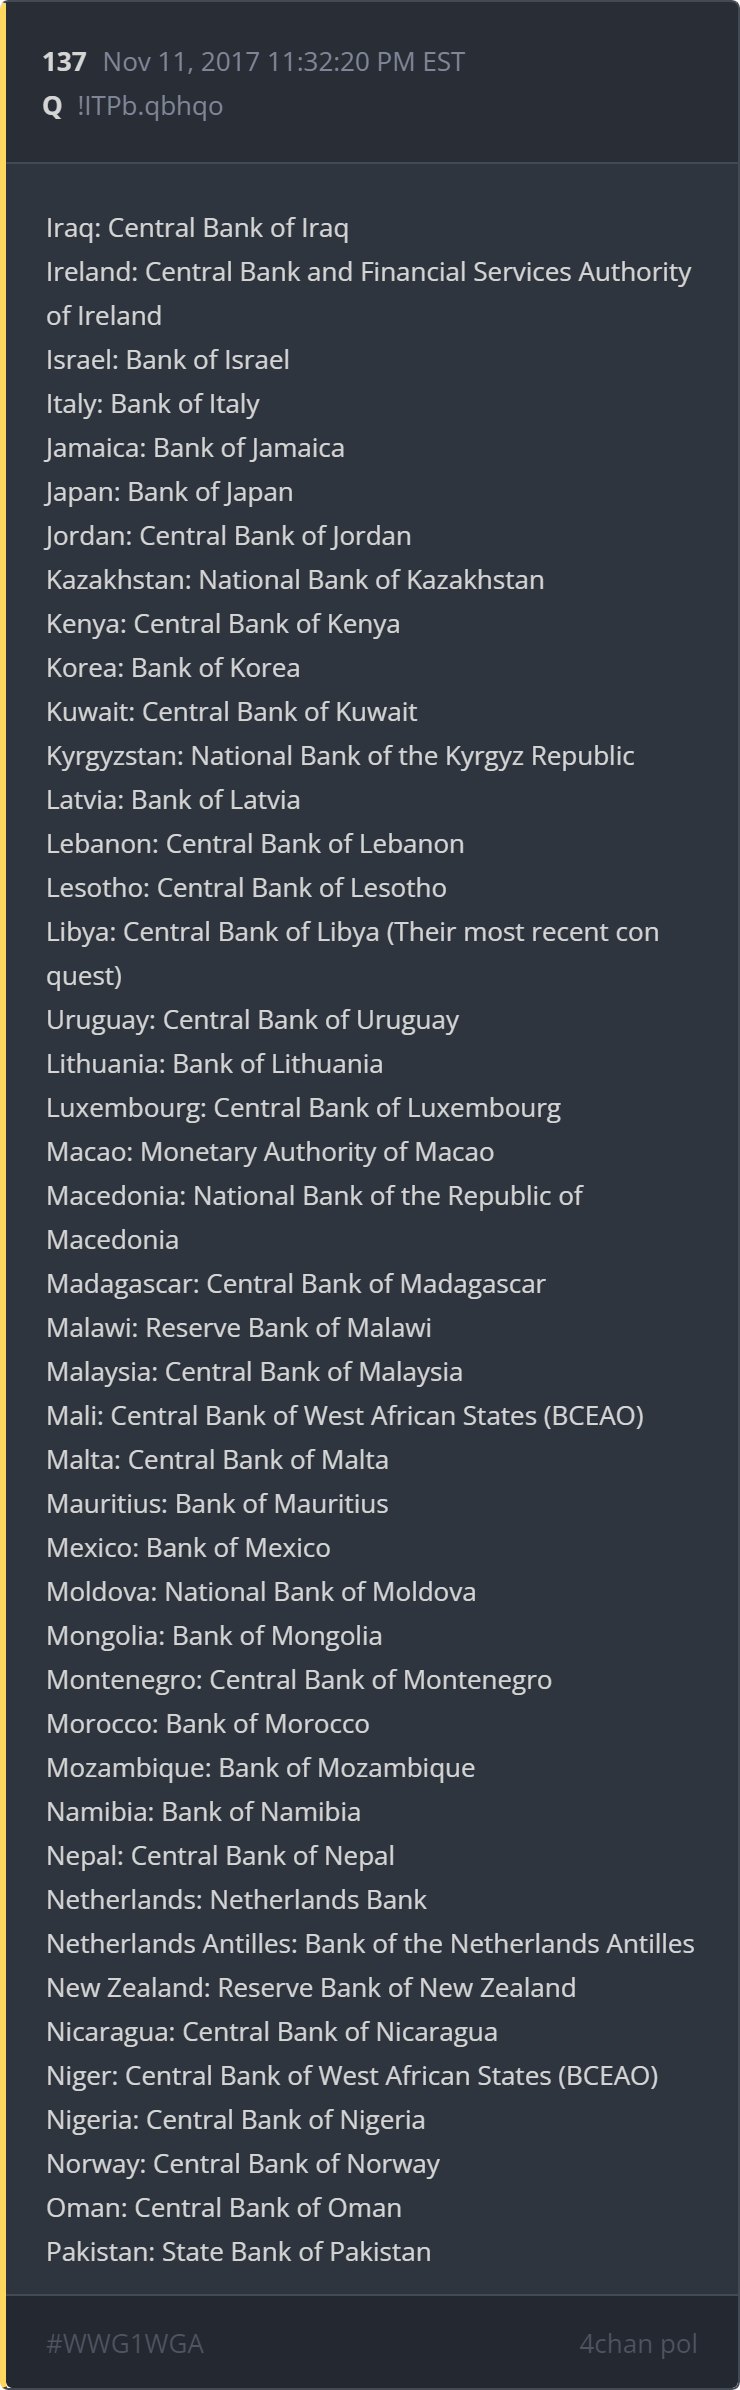 137 Nov 11, 2017 11:32:20 PM EST
Q !ITPb.qbhqo
Iraq: Central Bank of Iraq
Ireland: Central Bank and Financial Services Authority
of Ireland
Israel: Bank of Israel
Italy: Bank of Italy
Jamaica: Bank of Jamaica
Japan: Bank of Japan
Jordan: Central Bank of Jordan
Kazakhstan: National Bank of Kazakhstan
Kenya: Central Bank of Kenya
Korea: Bank of Korea
Kuwait: Central Bank of Kuwait
Kyrgyzstan: National Bank of the Kyrgyz Republic
Latvia: Bank of Latvia
Lebanon: Central Bank of Lebanon
Lesotho: Central Bank of Lesotho
Libya: Central Bank of Libya (Their most recent con
quest)
Uruguay: Central Bank of Uruguay
Lithuania: Bank of Lithuania
Luxembourg: Central Bank of Luxembourg
Macao: Monetary Authority of Macao
Macedonia: National Bank of the Republic of
Macedonia
Madagascar: Central Bank of Madagascar
Malawi: Reserve Bank of Malawi
Malaysia: Central Bank of Malaysia
Mali: Central Bank of West African States (BCEAO)
Malta: Central Bank of Malta
Mauritius: Bank of Mauritius
Mexico: Bank of Mexico
Moldova: National Bank of Moldova
Mongolia: Bank of Mongolia
Montenegro: Central Bank of Montenegro
Morocco: Bank of Morocco
Mozambique: Bank of Mozambique
Namibia: Bank of Namibia
Nepal: Central Bank of Nepal
Netherlands: Netherlands Bank
Netherlands Antilles: Bank of the Netherlands Antilles
New Zealand: Reserve Bank of New Zealand
Nicaragua: Central Bank of Nicaragua
Niger: Central Bank of West African States (BCEAO)
Nigeria: Central Bank of Nigeria
Norway: Central Bank of Norway
Oman: Central Bank of Oman
Pakistan: State Bank of Pakistan
#WWG1WGA 4chan pol